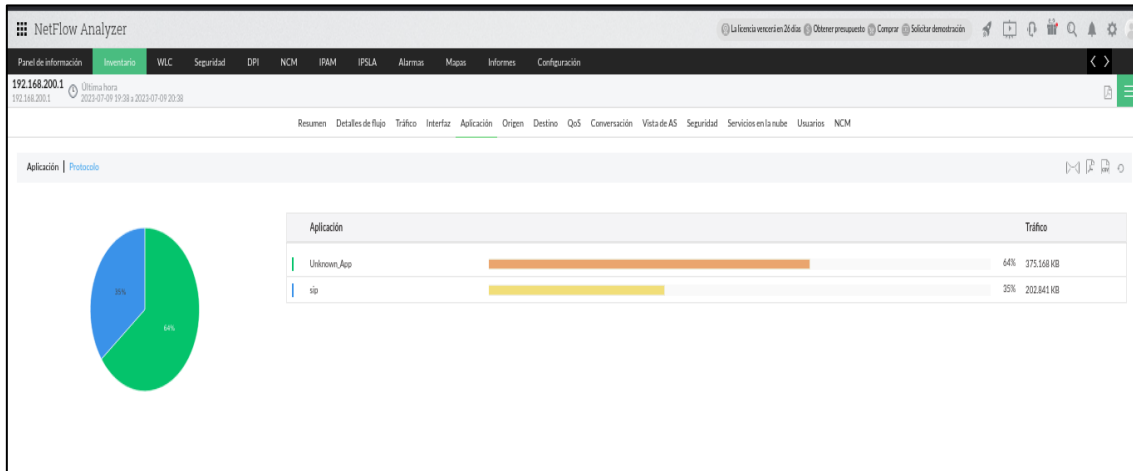 NetFlow Analyzer
La licencia vencerá en 26 días Obtener presupuesto Comprar Solicitar demostración
Panel de información Inventario WLC Seguridad DPI NCM IPAM IPSLA Alarmas Mapas Informes Configuración
192.168.200.1 Última hora
192.168.200.1 2023-07-09 19:38 a 2023-07-09 20:38
Resumen Detalles de flujo Tráfico Interfaz Aplicación Origen Destino QoS Conversación Vista de AS Seguridad Servicios en la nube Usuarios NCM
Aplicación | Protocolo
Aplicación Tráfico
Unknown_App 64% 375.168 KB
sip 35% 202.841 KB
35%
64%